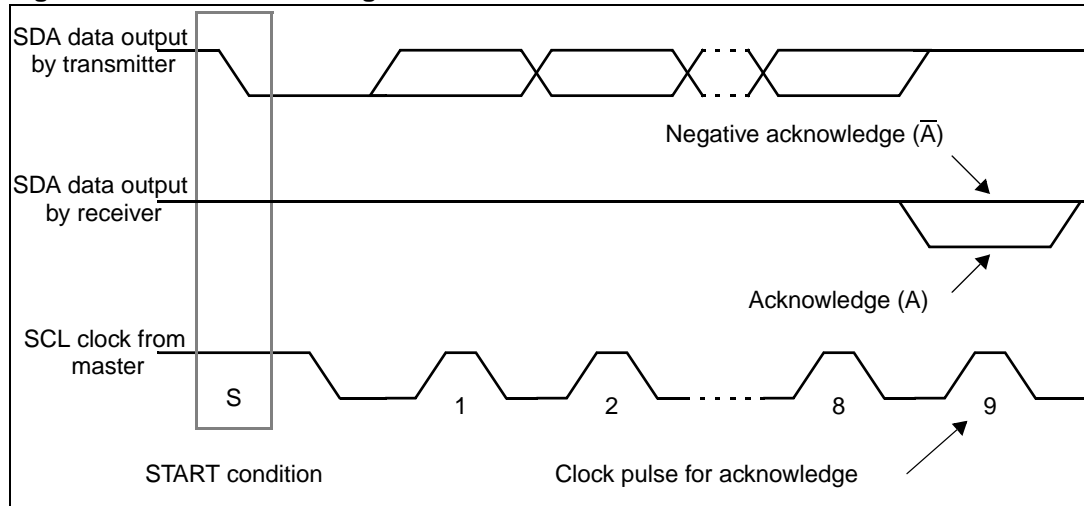 SDA data output
by transmitter
Negative acknowledge (A̅)
SDA data output
by receiver
Acknowledge (A)
SCL clock from
master
S
1
2
8
9
START condition
Clock pulse for acknowledge